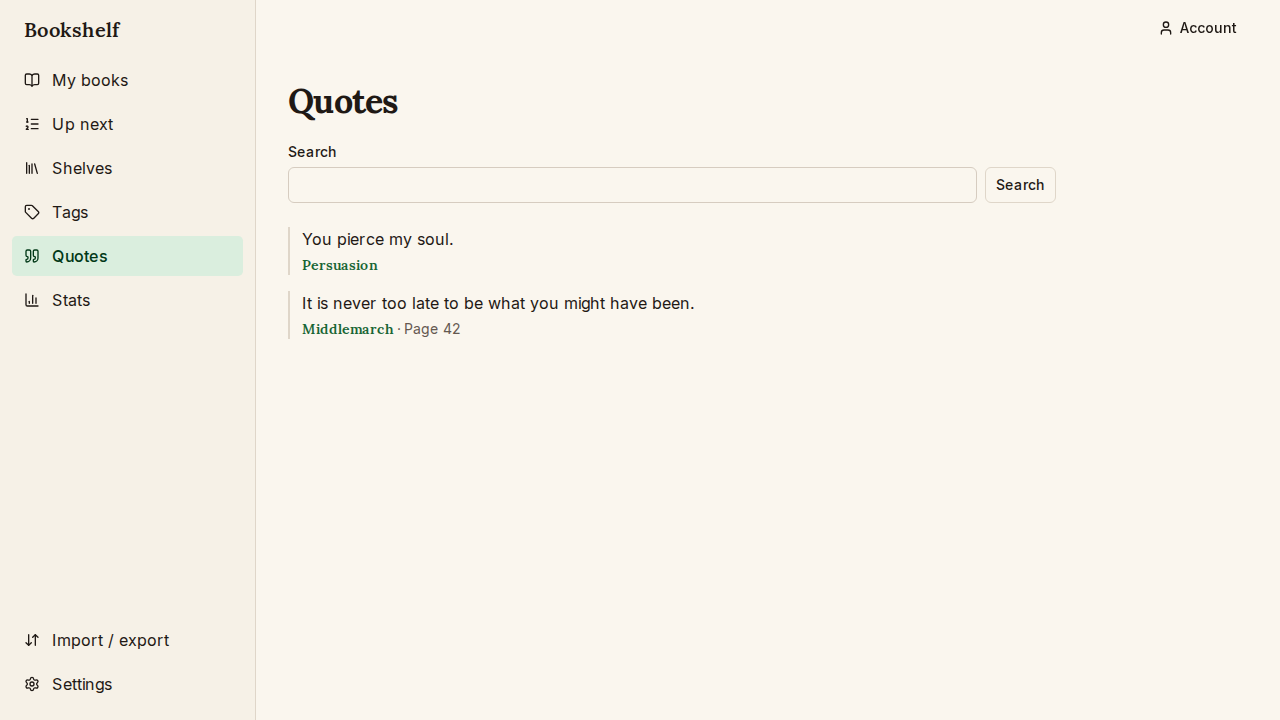 Bookshelf
My books
Up next
Shelves
Tags
Quotes
Stats
Import / export
Settings
Account
Quotes
Search
Search
You pierce my soul.
Persuasion
It is never too late to be what you might have been.
Middlemarch · Page 42